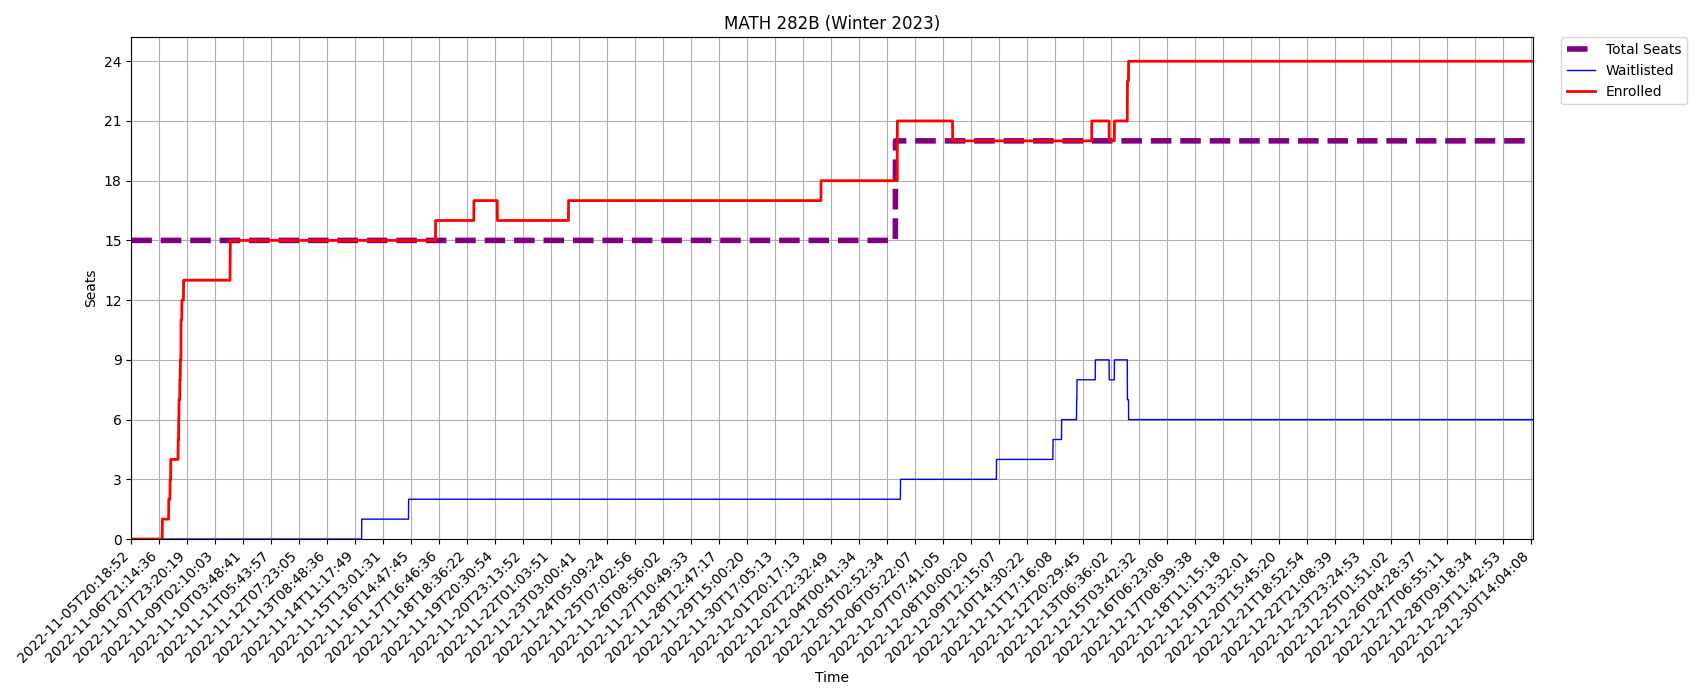 MATH 282B (Winter 2023)
Total Seats
Waitlisted
Enrolled
Seats
24
21
18
15
12
9
6
3
0
2022-11-05T20:18:52
2022-11-06T21:14:36
2022-11-07T23:20:19
2022-11-09T02:10:03
2022-11-10T03:48:41
2022-11-11T05:43:57
2022-11-12T07:23:05
2022-11-13T08:48:36
2022-11-14T11:17:49
2022-11-15T13:01:31
2022-11-16T14:47:45
2022-11-17T16:46:36
2022-11-18T18:36:22
2022-11-19T20:30:54
2022-11-20T23:13:52
2022-11-22T01:03:51
2022-11-23T03:00:41
2022-11-24T05:09:24
2022-11-25T07:02:56
2022-11-26T08:56:02
2022-11-27T10:49:33
2022-11-28T12:47:17
2022-11-29T15:00:20
2022-11-30T17:05:13
2022-12-01T20:17:13
2022-12-02T22:32:49
2022-12-04T00:41:34
2022-12-05T02:52:34
2022-12-06T05:22:07
2022-12-07T07:41:05
2022-12-08T10:00:20
2022-12-09T12:15:07
2022-12-10T14:30:22
2022-12-11T17:16:08
2022-12-12T20:29:45
2022-12-13T06:36:02
2022-12-15T03:42:32
2022-12-16T06:23:06
2022-12-17T08:39:38
2022-12-18T11:15:18
2022-12-19T13:32:01
2022-12-20T15:45:20
2022-12-21T18:52:54
2022-12-22T21:08:39
2022-12-23T23:24:53
2022-12-25T01:51:02
2022-12-26T04:28:37
2022-12-27T06:55:11
2022-12-28T09:18:34
2022-12-29T11:42:53
2022-12-30T14:04:08
Time